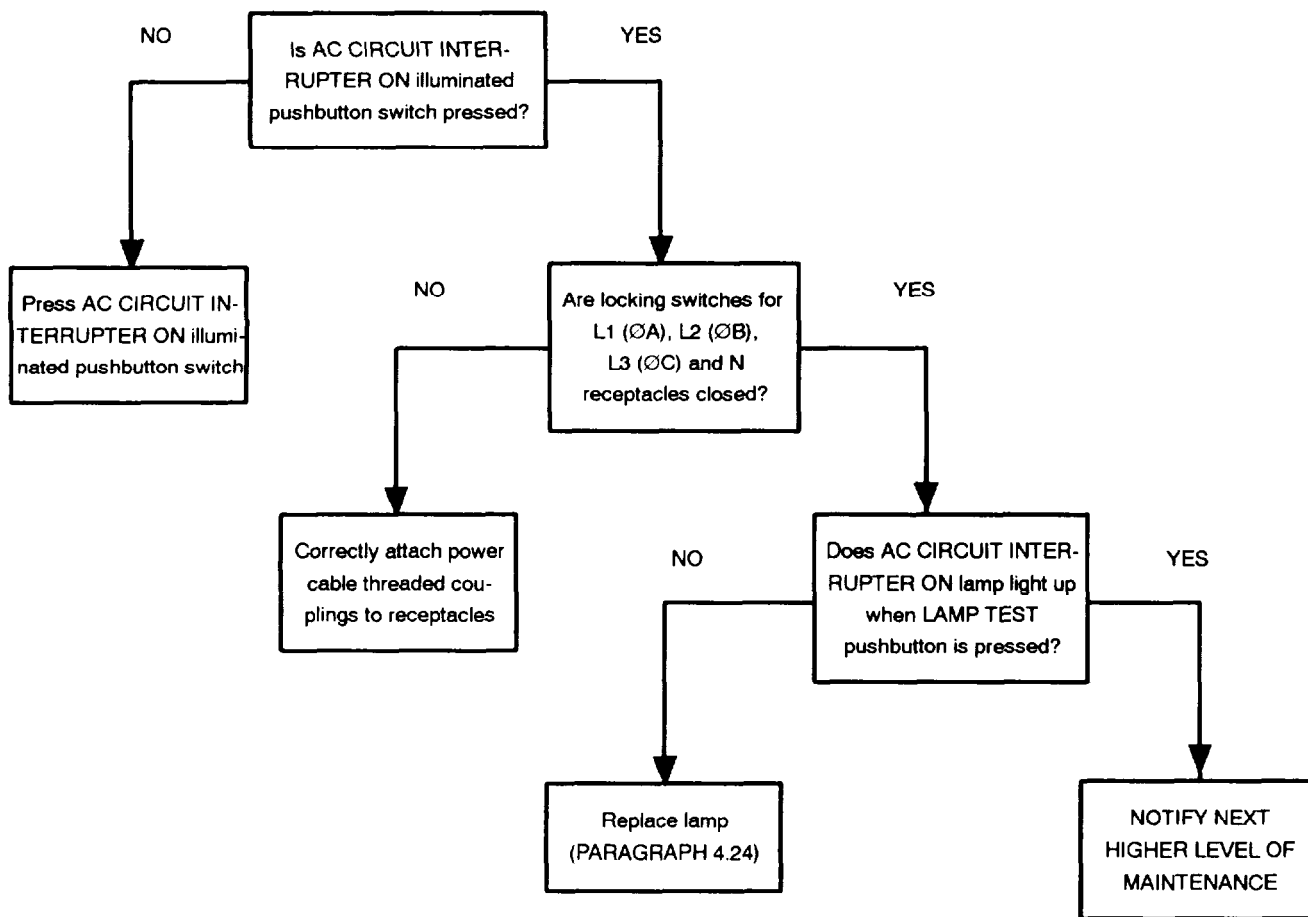 NO
YES
Is AC CIRCUIT INTER-
RUPTER ON illuminated
pushbutton switch pressed?
Press AC CIRCUIT IN-
TERRUPTER ON illumi-
nated pushbutton switch
NO
YES
Are locking switches for
L1 (ØA), L2 (ØB),
L3 (ØC) and N
receptacles closed?
Correctly attach power
cable threaded cou-
plings to receptacles
NO
YES
Does AC CIRCUIT INTER-
RUPTER ON lamp light up
when LAMP TEST
pushbutton is pressed?
Replace lamp
(PARAGRAPH 4.24)
NOTIFY NEXT
HIGHER LEVEL OF
MAINTENANCE